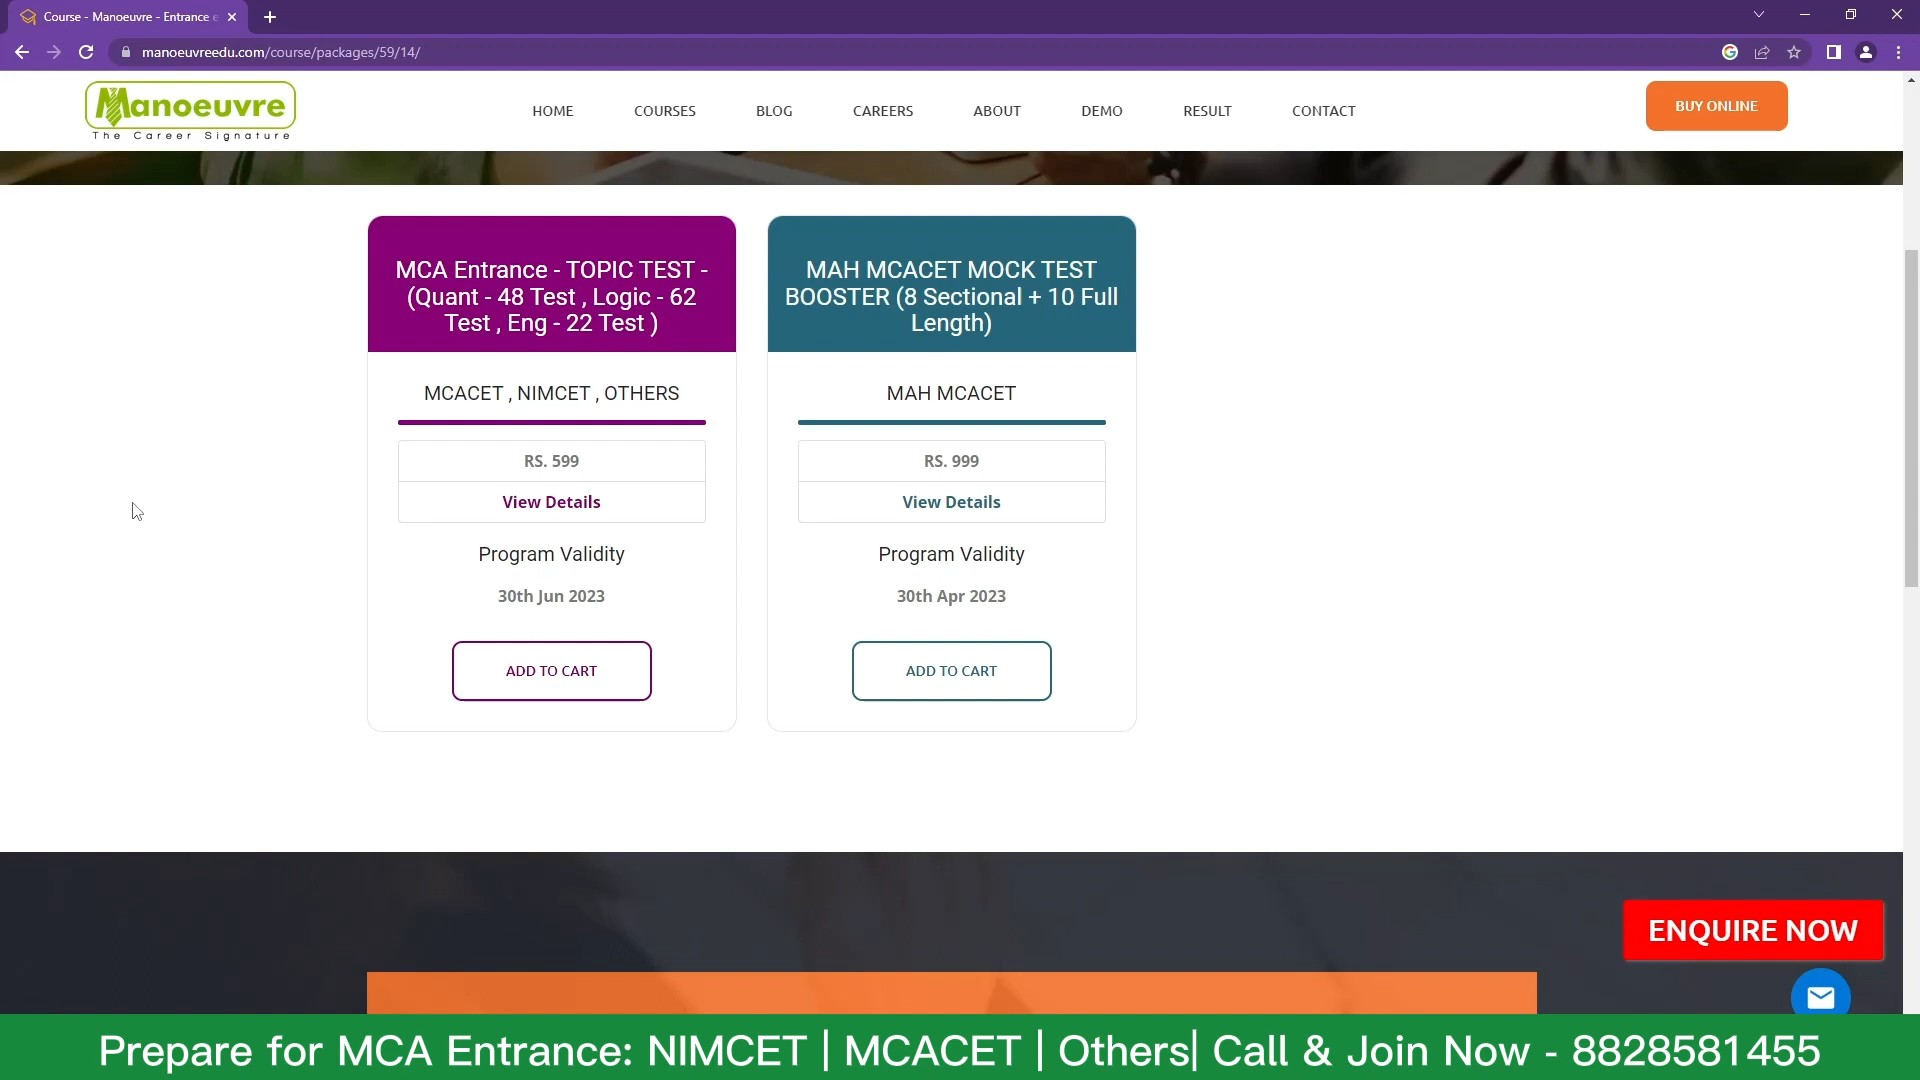 Course - Manoeuvre - Entrance e
manoeuvreedu.com/course/packages/59/14/
Manoeuvre
The Career Signature
HOME COURSES BLOG CAREERS ABOUT DEMO RESULT CONTACT
BUY ONLINE
MCA Entrance - TOPIC TEST -
(Quant - 48 Test , Logic - 62
Test , Eng - 22 Test )
MCACET , NIMCET , OTHERS
RS. 599
View Details
Program Validity
30th Jun 2023
ADD TO CART
MAH MCACET MOCK TEST
BOOSTER (8 Sectional + 10 Full
Length)
MAH MCACET
RS. 999
View Details
Program Validity
30th Apr 2023
ADD TO CART
ENQUIRE NOW
Prepare for MCA Entrance: NIMCET | MCACET | Others| Call & Join Now - 8828581455